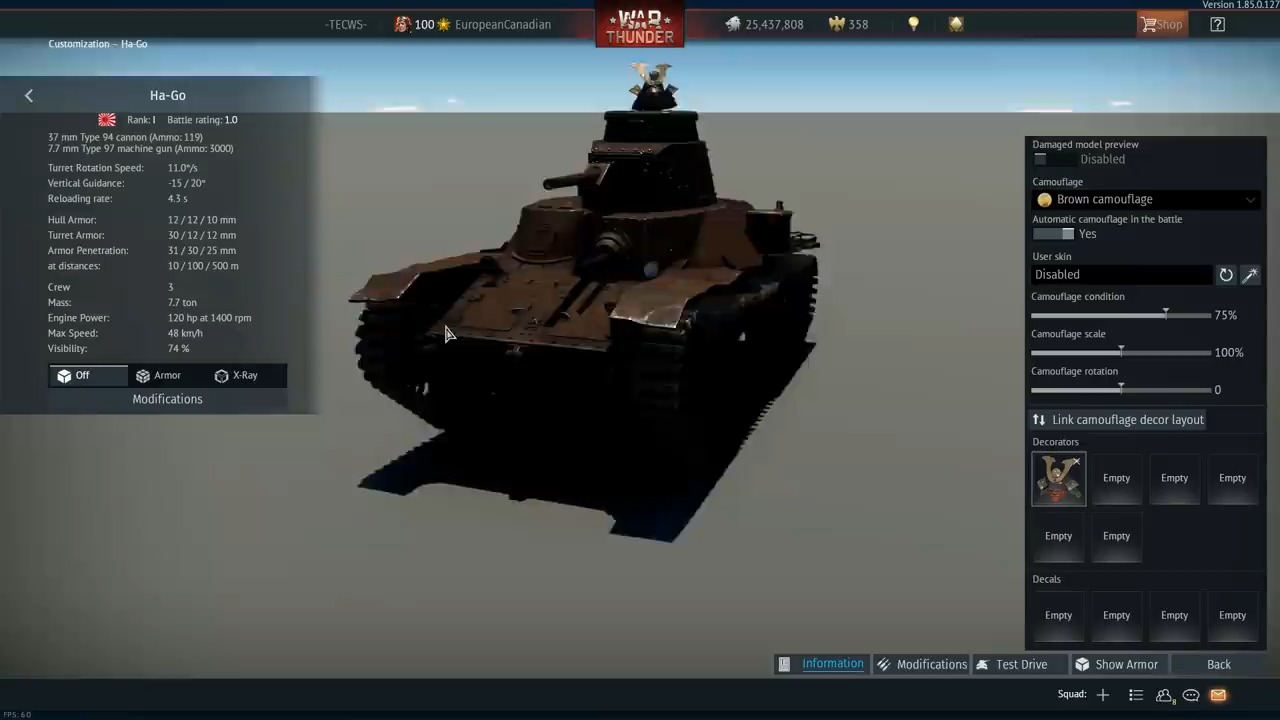 Version 1.85.0.127
-TECWS-
100 EuropeanCanadian
WAR THUNDER
25,437,808
358
Shop
?
Customization – Ha-Go
Ha-Go
Rank: I Battle rating: 1.0
37 mm Type 94 cannon (Ammo: 119)
7.7 mm Type 97 machine gun (Ammo: 3000)
Turret Rotation Speed: 11.0°/s
Vertical Guidance: -15 / 20°
Reloading rate: 4.3 s
Hull Armor: 12 / 12 / 10 mm
Turret Armor: 30 / 12 / 12 mm
Armor Penetration: 31 / 30 / 25 mm
at distances: 10 / 100 / 500 m
Crew 3
Mass: 7.7 ton
Engine Power: 120 hp at 1400 rpm
Max Speed: 48 km/h
Visibility: 74 %
Off Armor X-Ray
Modifications
Damaged model preview
Disabled
Camouflage
Brown camouflage
Automatic camouflage in the battle
Yes
User skin
Disabled
Camouflage condition
75%
Camouflage scale
100%
Camouflage rotation
0
Link camouflage decor layout
Decorators
Empty Empty Empty
Empty Empty
Decals
Empty Empty Empty Empty
Information Modifications Test Drive Show Armor Back
Squad:
8
FPS: 60